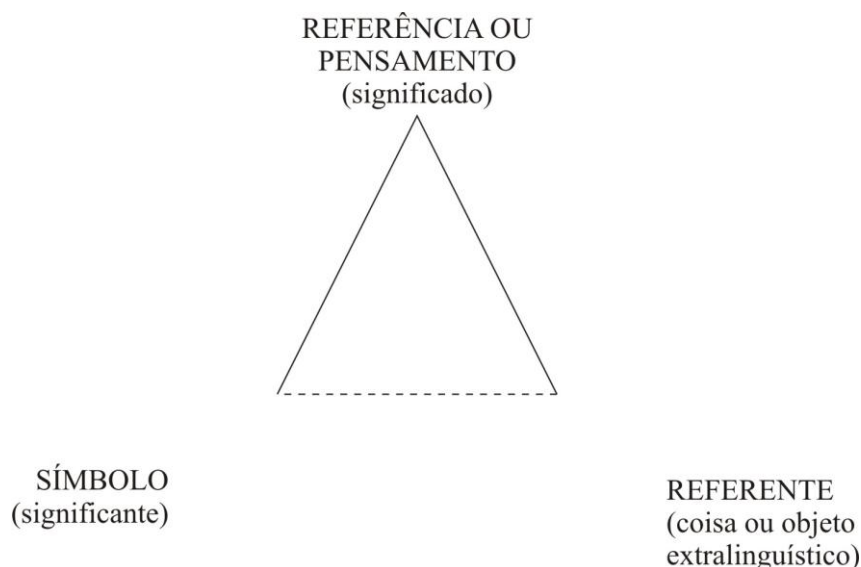 REFERÊNCIA OU
PENSAMENTO
(significado)
SÍMBOLO
(significante)
REFERENTE
(coisa ou objeto
extralinguístico)